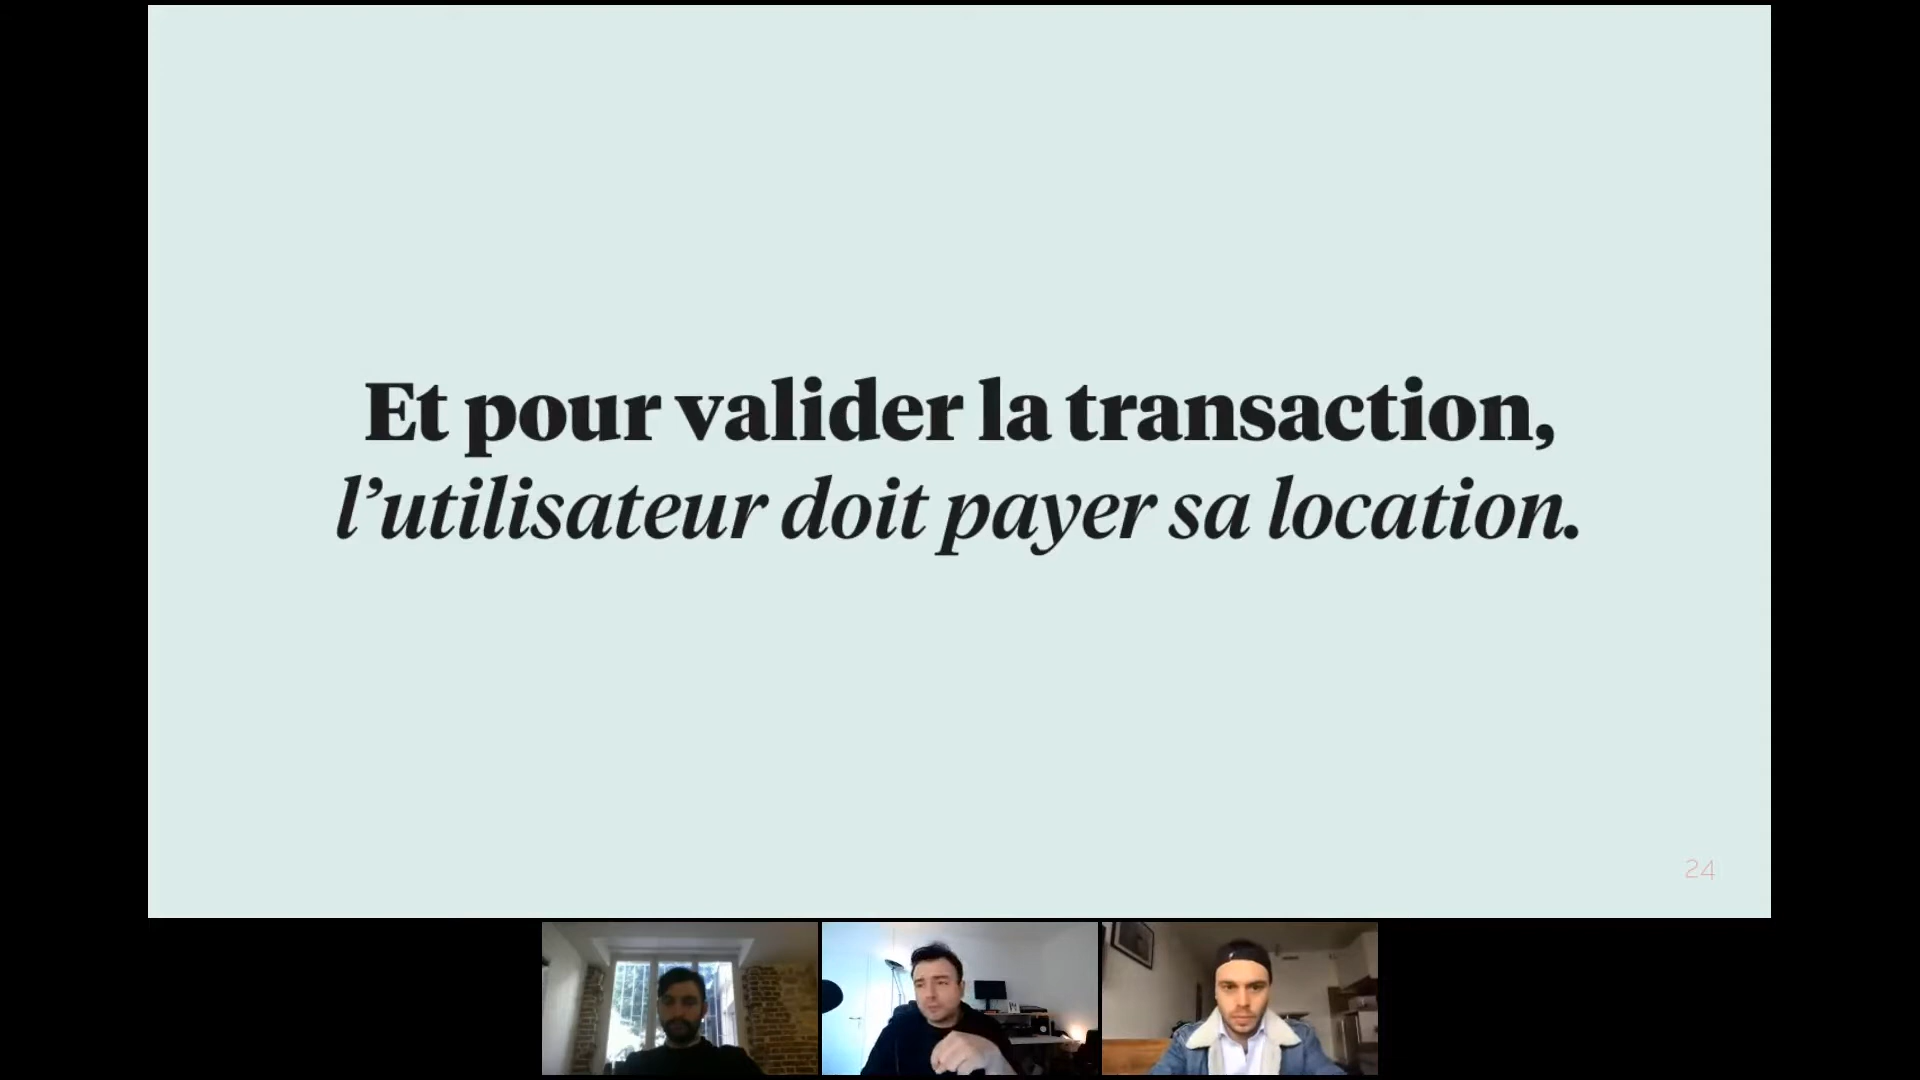 Et pour valider la transaction,
l’utilisateur doit payer sa location.
24